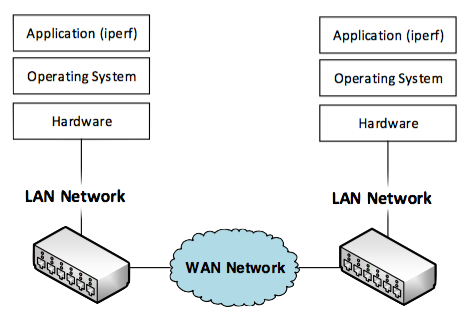 Application (iperf)
Operating System
Hardware
LAN Network
Application (iperf)
Operating System
Hardware
LAN Network
WAN Network